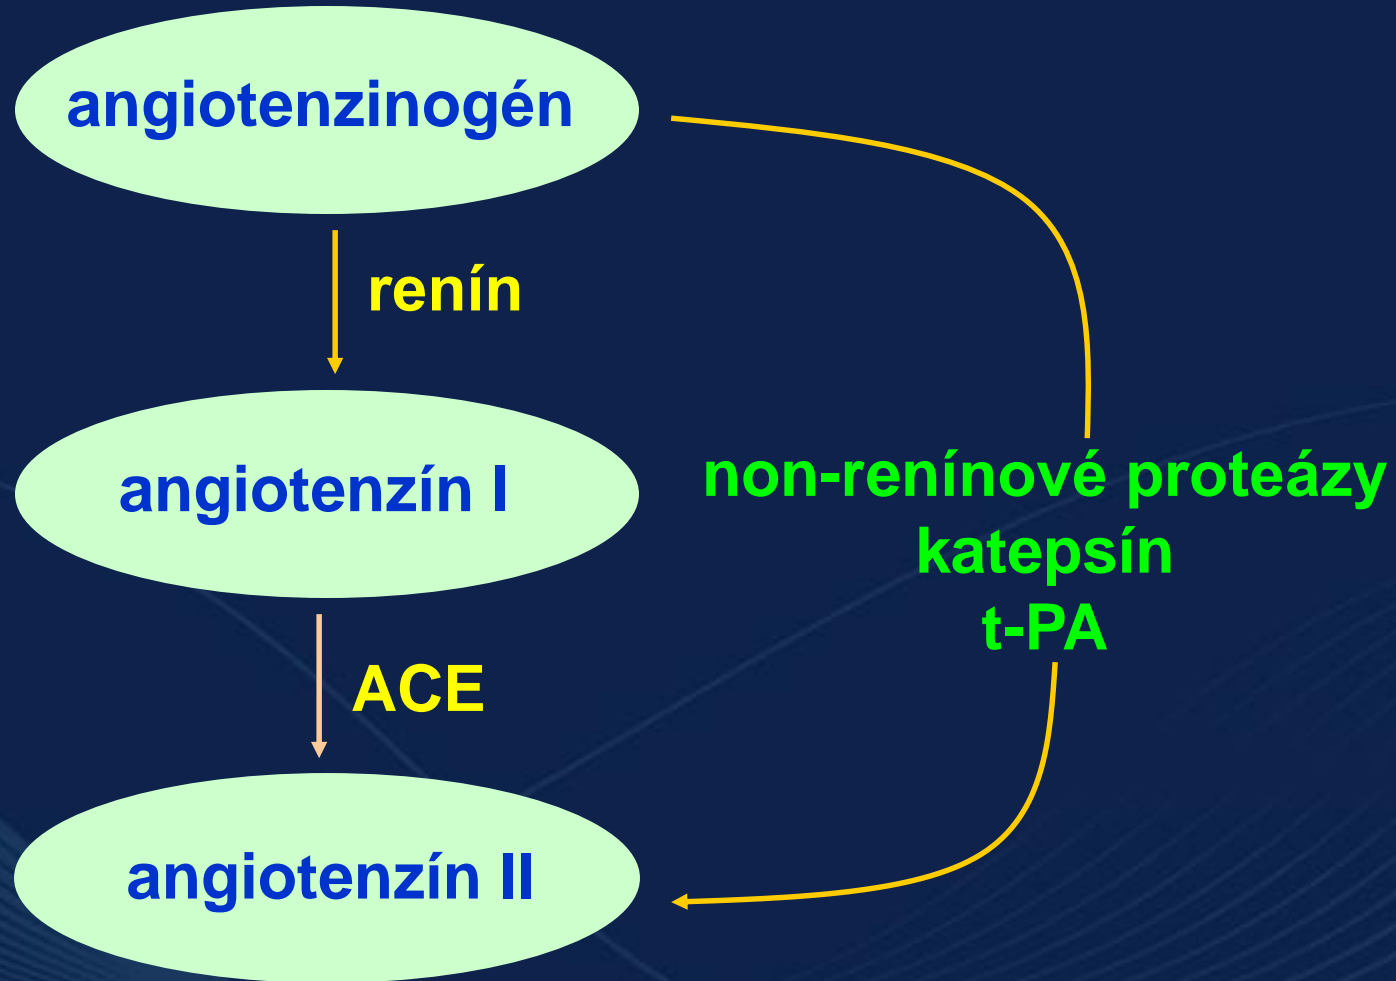 angiotenzinogén
renín
angiotenzín I
non-renínové proteázy
katepsín
t-PA
ACE
angiotenzín II